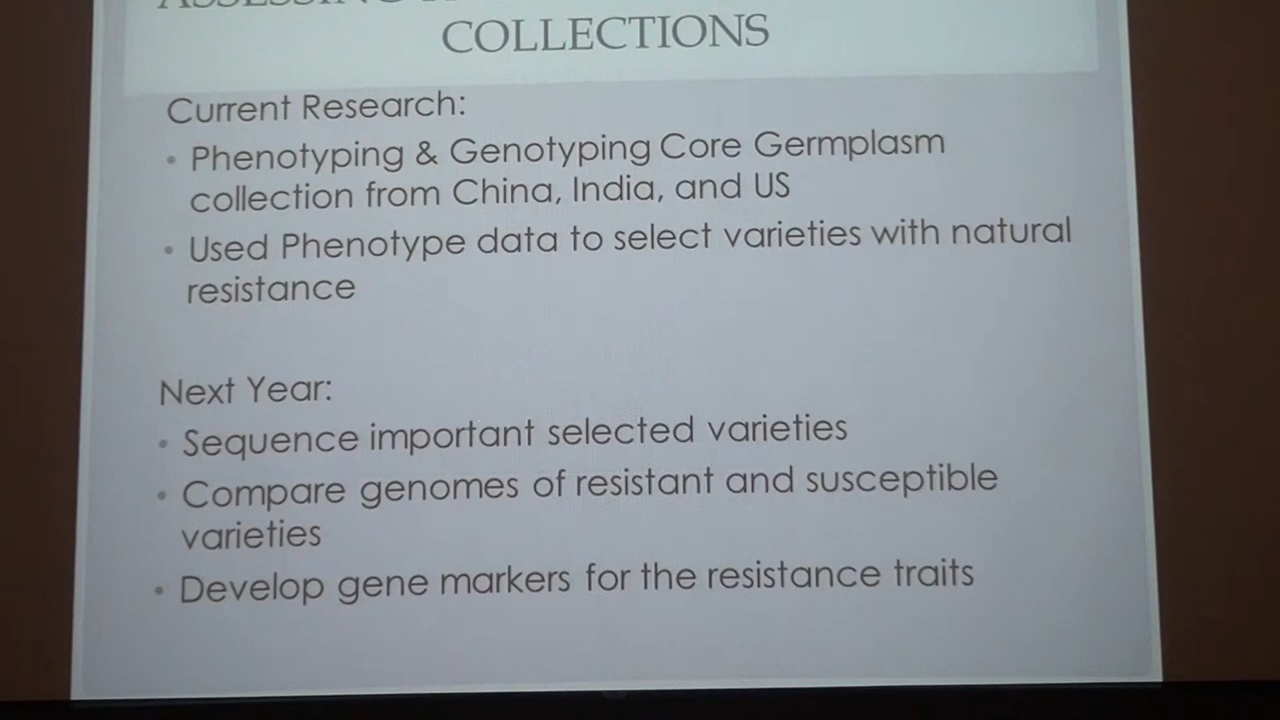 ASSESSING
COLLECTIONS
Current Research:
• Phenotyping & Genotyping Core Germplasm
collection from China, India, and US
• Used Phenotype data to select varieties with natural
resistance
Next Year:
• Sequence important selected varieties
• Compare genomes of resistant and susceptible
varieties
• Develop gene markers for the resistance traits